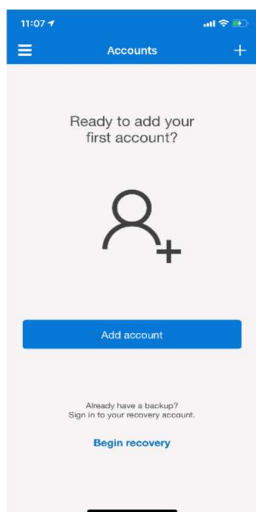 11:07
Accounts
Ready to add your
first account?
Add account
Already have a backup?
Sign in to your recovery account.
Begin recovery